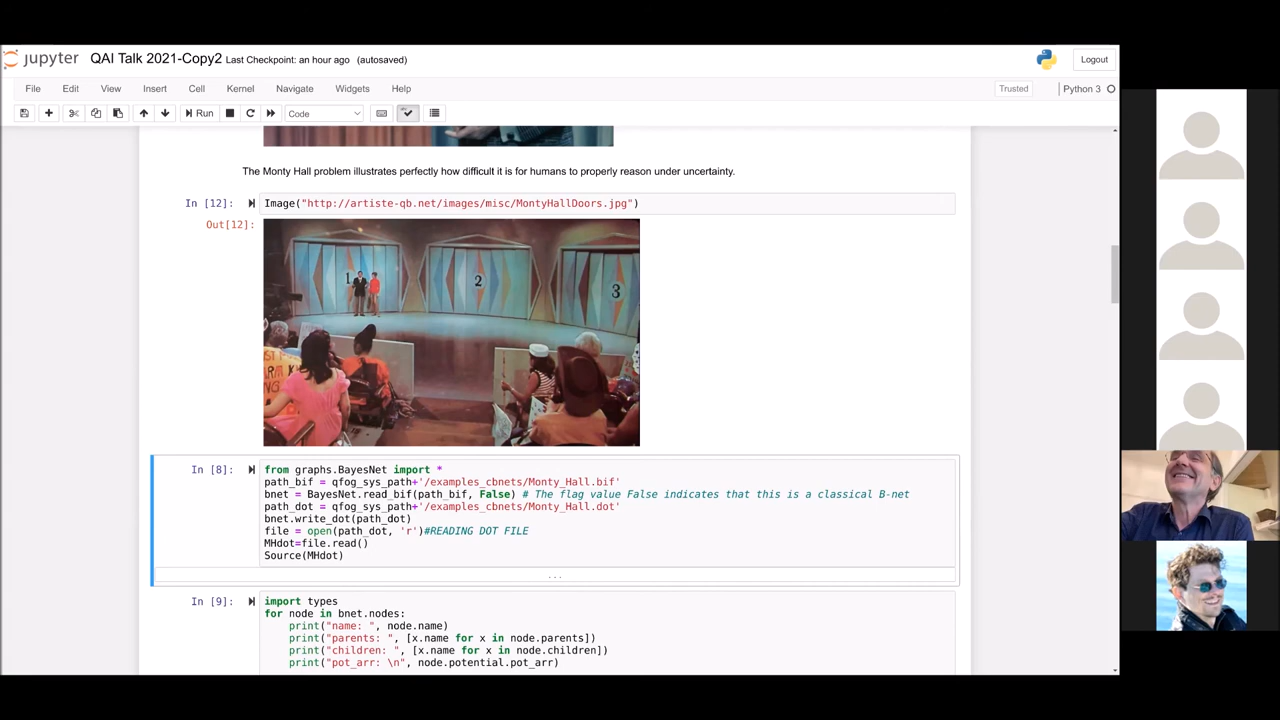 jupyter QAI Talk 2021-Copy2 Last Checkpoint: an hour ago (autosaved) Logout
File Edit View Insert Cell Kernel Navigate Widgets Help Trusted Python 3
Run Code
The Monty Hall problem illustrates perfectly how difficult it is for humans to properly reason under uncertainty.
In [12]: Image("http://artiste-qb.net/images/misc/MontyHallDoors.jpg")
Out[12]:
1 2 3
In [8]: from graphs.BayesNet import *
path_bif = qfog_sys_path+'/examples_cbnets/Monty_Hall.bif'
bnet = BayesNet.read_bif(path_bif, False) # The flag value False indicates that this is a classical B-net
path_dot = qfog_sys_path+'/examples_cbnets/Monty_Hall.dot'
bnet.write_dot(path_dot)
file = open(path_dot, 'r')#READING DOT FILE
MHdot=file.read()
Source(MHdot)
...
In [9]: import types
for node in bnet.nodes:
print("name: ", node.name)
print("parents: ", [x.name for x in node.parents])
print("children: ", [x.name for x in node.children])
print("pot_arr: \n", node.potential.pot_arr)